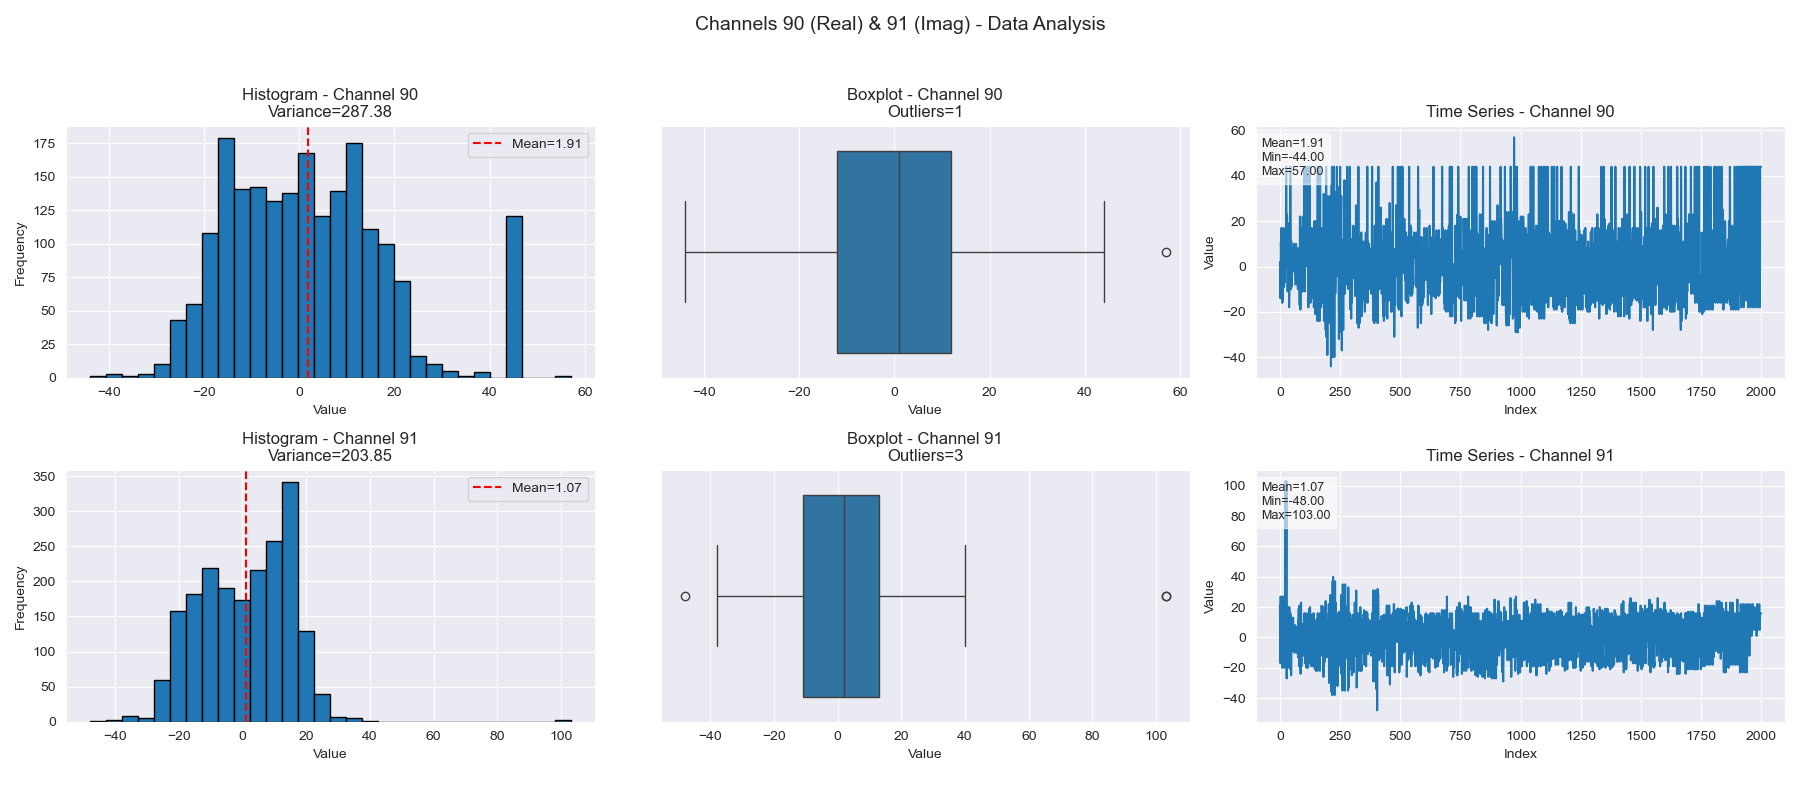 Channels 90 (Real) & 91 (Imag) - Data Analysis
Histogram - Channel 90
Variance=287.38
Mean=1.91
Frequency
175
150
125
100
75
50
25
0
−40 −20 0 20 40 60
Value
Boxplot - Channel 90
Outliers=1
−40 −20 0 20 40 60
Value
Time Series - Channel 90
Mean=1.91
Min=-44.00
Max=57.00
Value
60
40
20
0
−20
−40
0 250 500 750 1000 1250 1500 1750 2000
Index
Histogram - Channel 91
Variance=203.85
Mean=1.07
Frequency
350
300
250
200
150
100
50
0
−40 −20 0 20 40 60 80 100
Value
Boxplot - Channel 91
Outliers=3
−40 −20 0 20 40 60 80 100
Value
Time Series - Channel 91
Mean=1.07
Min=-48.00
Max=103.00
Value
100
80
60
40
20
0
−20
−40
0 250 500 750 1000 1250 1500 1750 2000
Index